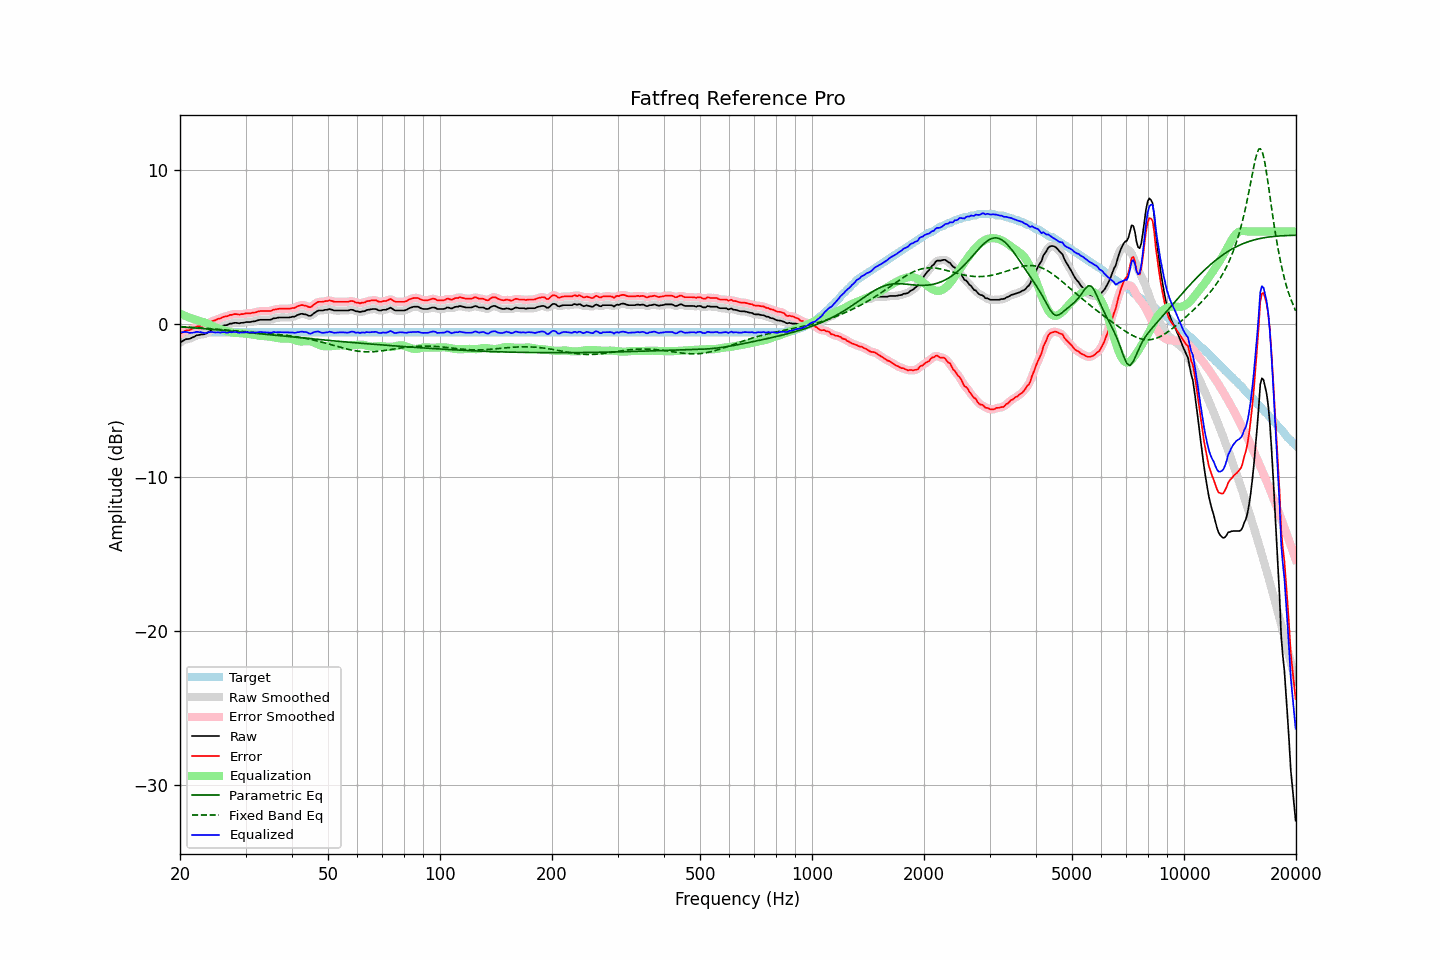 Fatfreq Reference Pro
10
0
−10
−20
−30
Amplitude (dBr)
Target
Raw Smoothed
Error Smoothed
Raw
Error
Equalization
Parametric Eq
Fixed Band Eq
Equalized
20 50 100 200 500 1000 2000 5000 10000 20000
Frequency (Hz)